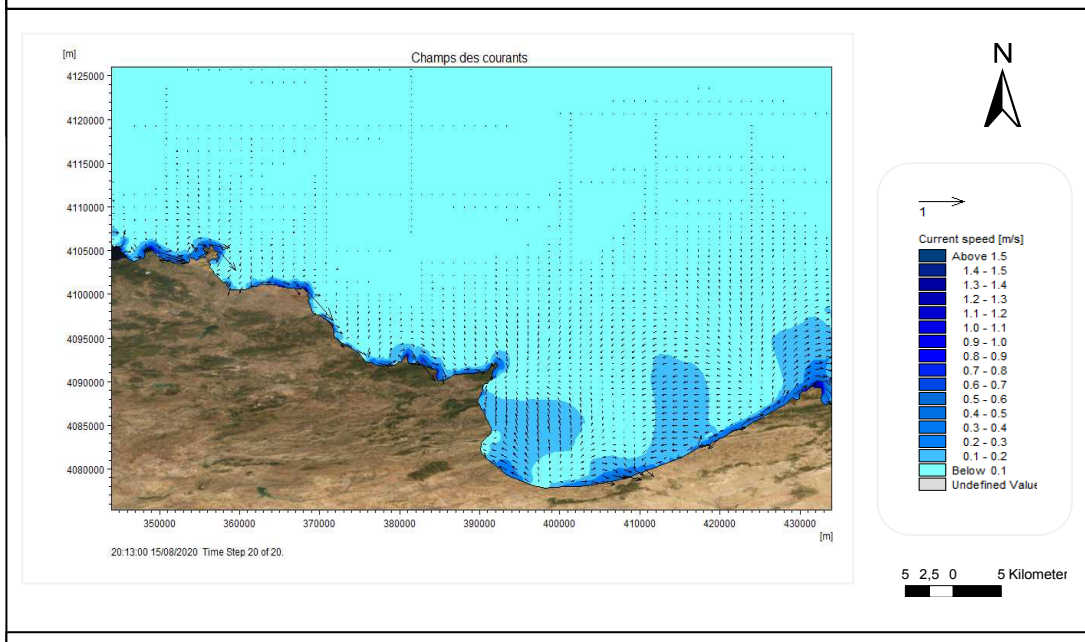 [m]
Champs des courants
4125000
4120000
4115000
4110000
4105000
4100000
4095000
4090000
4085000
4080000
350000 360000 370000 380000 390000 400000 410000 420000 430000
[m]
20:13:00 15/08/2020 Time Step 20 of 20.
N
1
Current speed [m/s]
Above 1.5
1.4 - 1.5
1.3 - 1.4
1.2 - 1.3
1.1 - 1.2
1.0 - 1.1
0.9 - 1.0
0.8 - 0.9
0.7 - 0.8
0.6 - 0.7
0.5 - 0.6
0.4 - 0.5
0.3 - 0.4
0.2 - 0.3
0.1 - 0.2
Below 0.1
Undefined Value
5 2,5 0 5 Kilometer